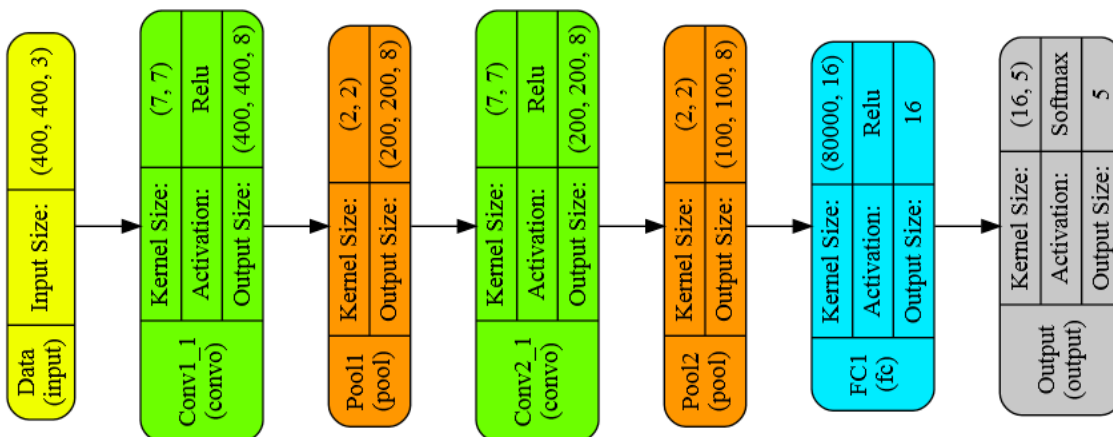 Data
(input)
Input Size:
(400, 400, 3)
Conv1_1
(convo)
Kernel Size:
(7, 7)
Activation:
Relu
Output Size:
(400, 400, 8)
Pool1
(pool)
Kernel Size:
(2, 2)
Output Size:
(200, 200, 8)
Conv2_1
(convo)
Kernel Size:
(7, 7)
Activation:
Relu
Output Size:
(200, 200, 8)
Pool2
(pool)
Kernel Size:
(2, 2)
Output Size:
(100, 100, 8)
FC1
(fc)
Kernel Size:
(80000, 16)
Activation:
Relu
Output Size:
16
Output
(output)
Kernel Size:
(16, 5)
Activation:
Softmax
Output Size:
5